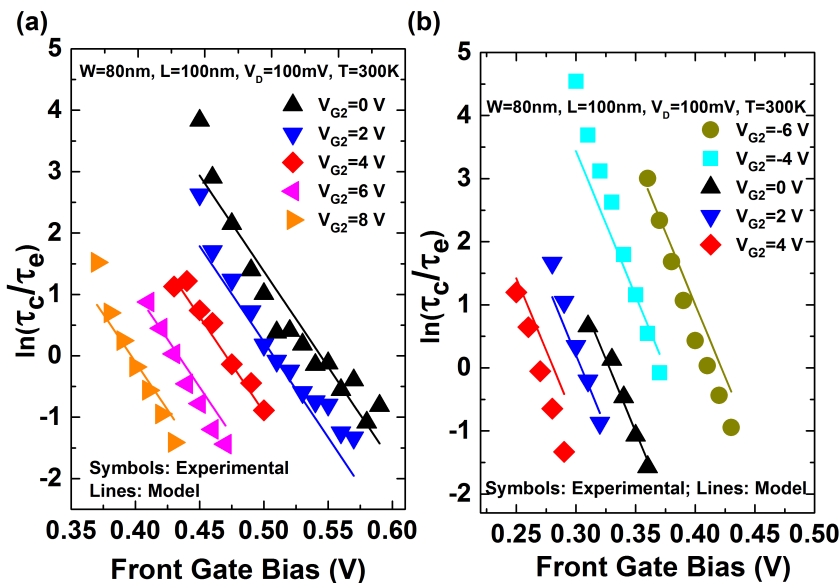 (a)
W=80nm, L=100nm, V_D=100mV, T=300K
V_G2=0 V
V_G2=2 V
V_G2=4 V
V_G2=6 V
V_G2=8 V
Symbols: Experimental
Lines: Model
5
4
3
2
1
0
-1
-2
ln(τ_c/τ_e)
0.35 0.40 0.45 0.50 0.55 0.60
Front Gate Bias (V)
(b)
W=80nm, L=100nm, V_D=100mV, T=300K
V_G2=-6 V
V_G2=-4 V
V_G2=0 V
V_G2=2 V
V_G2=4 V
Symbols: Experimental; Lines: Model
5
4
3
2
1
0
-1
-2
ln(τ_c/τ_e)
0.25 0.30 0.35 0.40 0.45 0.50
Front Gate Bias (V)